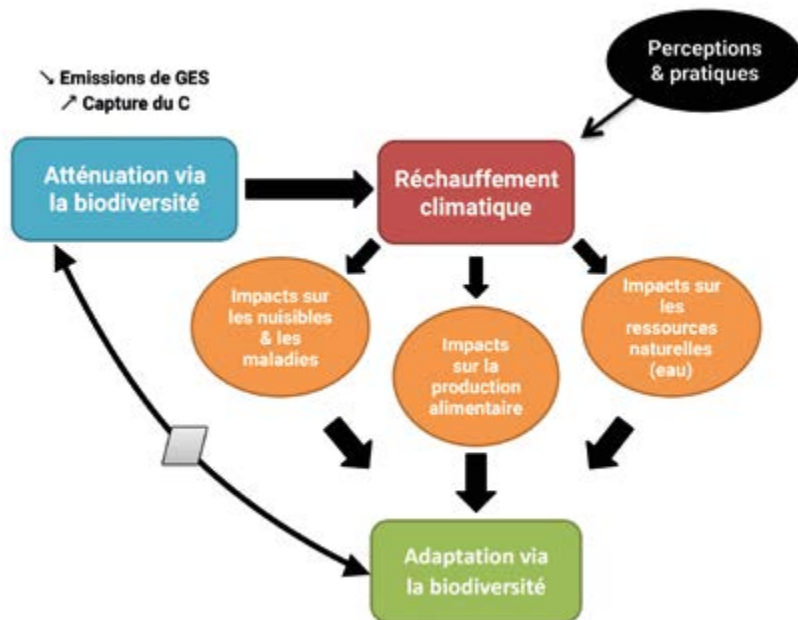 ↘ Emissions de GES
↗ Capture du C
Perceptions
& pratiques
Atténuation via
la biodiversité
Réchauffement
climatique
Impacts sur
les nuisibles
& les
maladies
Impacts
sur la
production
alimentaire
Impacts sur
les
ressources
naturelles
(eau)
Adaptation via
la biodiversité